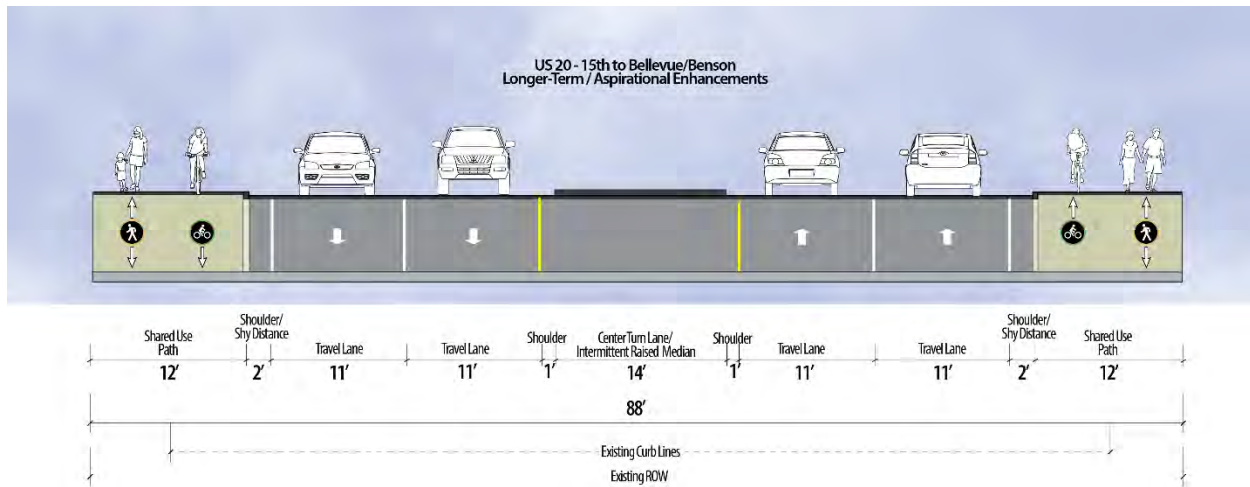 US 20 - 15th to Bellevue/Benson
Longer-Term / Aspirational Enhancements
Shared Use
Path
12'
Shoulder/
Shy Distance
2'
Travel Lane
11'
Travel Lane
11'
Shoulder
1'
Center Turn Lane/
Intermittent Raised Median
14'
Shoulder
1'
Travel Lane
11'
Travel Lane
11'
Shoulder/
Shy Distance
2'
Shared Use
Path
12'
88'
Existing Curb Lines
Existing ROW